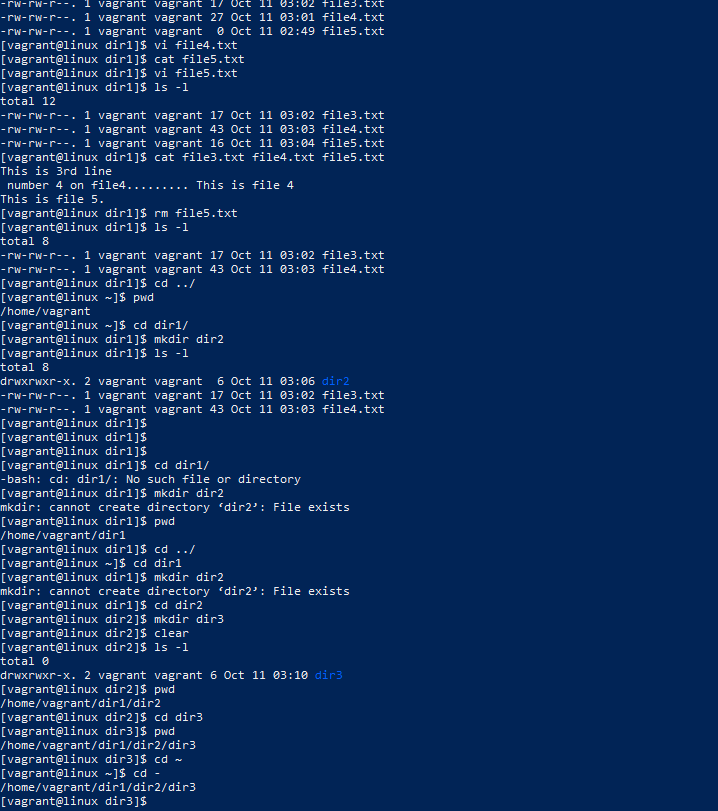 -rw-rw-r--. 1 vagrant vagrant 17 Oct 11 03:02 file3.txt
-rw-rw-r--. 1 vagrant vagrant 27 Oct 11 03:01 file4.txt
-rw-rw-r--. 1 vagrant vagrant  0 Oct 11 02:49 file5.txt
[vagrant@linux dir1]$ vi file4.txt
[vagrant@linux dir1]$ cat file5.txt
[vagrant@linux dir1]$ vi file5.txt
[vagrant@linux dir1]$ ls -l
total 12
-rw-rw-r--. 1 vagrant vagrant 17 Oct 11 03:02 file3.txt
-rw-rw-r--. 1 vagrant vagrant 43 Oct 11 03:03 file4.txt
-rw-rw-r--. 1 vagrant vagrant 16 Oct 11 03:04 file5.txt
[vagrant@linux dir1]$ cat file3.txt file4.txt file5.txt
This is 3rd line
 number 4 on file4......... This is file 4
This is file 5.
[vagrant@linux dir1]$ rm file5.txt
[vagrant@linux dir1]$ ls -l
total 8
-rw-rw-r--. 1 vagrant vagrant 17 Oct 11 03:02 file3.txt
-rw-rw-r--. 1 vagrant vagrant 43 Oct 11 03:03 file4.txt
[vagrant@linux dir1]$ cd ../
[vagrant@linux ~]$ pwd
/home/vagrant
[vagrant@linux ~]$ cd dir1/
[vagrant@linux dir1]$ mkdir dir2
[vagrant@linux dir1]$ ls -l
total 8
drwxrwxr-x. 2 vagrant vagrant  6 Oct 11 03:06 dir2
-rw-rw-r--. 1 vagrant vagrant 17 Oct 11 03:02 file3.txt
-rw-rw-r--. 1 vagrant vagrant 43 Oct 11 03:03 file4.txt
[vagrant@linux dir1]$
[vagrant@linux dir1]$
[vagrant@linux dir1]$
[vagrant@linux dir1]$ cd dir1/
-bash: cd: dir1/: No such file or directory
[vagrant@linux dir1]$ mkdir dir2
mkdir: cannot create directory ‘dir2’: File exists
[vagrant@linux dir1]$ pwd
/home/vagrant/dir1
[vagrant@linux dir1]$ cd ../
[vagrant@linux ~]$ cd dir1
[vagrant@linux dir1]$ mkdir dir2
mkdir: cannot create directory ‘dir2’: File exists
[vagrant@linux dir1]$ cd dir2
[vagrant@linux dir2]$ mkdir dir3
[vagrant@linux dir2]$ clear
[vagrant@linux dir2]$ ls -l
total 0
drwxrwxr-x. 2 vagrant vagrant 6 Oct 11 03:10 dir3
[vagrant@linux dir2]$ pwd
/home/vagrant/dir1/dir2
[vagrant@linux dir2]$ cd dir3
[vagrant@linux dir3]$ pwd
/home/vagrant/dir1/dir2/dir3
[vagrant@linux dir3]$ cd ~
[vagrant@linux ~]$ cd -
/home/vagrant/dir1/dir2/dir3
[vagrant@linux dir3]$